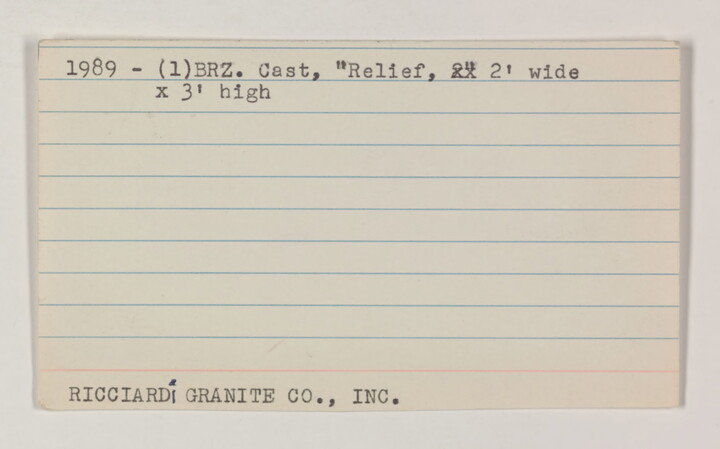 1989 - (1)BRZ. Cast, "Relief, 2' wide
x 3' high
RICCIARDi GRANITE CO., INC.